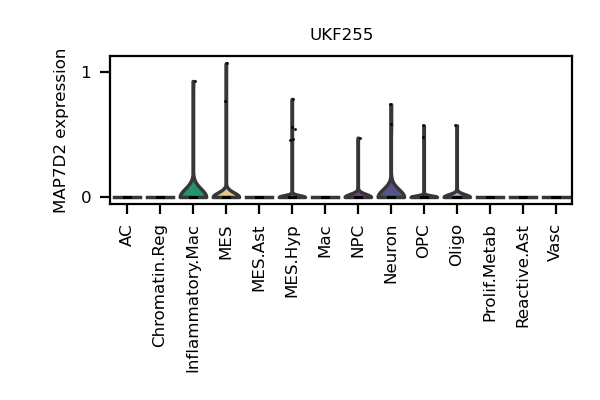 UKF255
MAP7D2 expression
1
0
AC
Chromatin.Reg
Inflammatory.Mac
MES
MES.Ast
MES.Hyp
Mac
NPC
Neuron
OPC
Oligo
Prolif.Metab
Reactive.Ast
Vasc